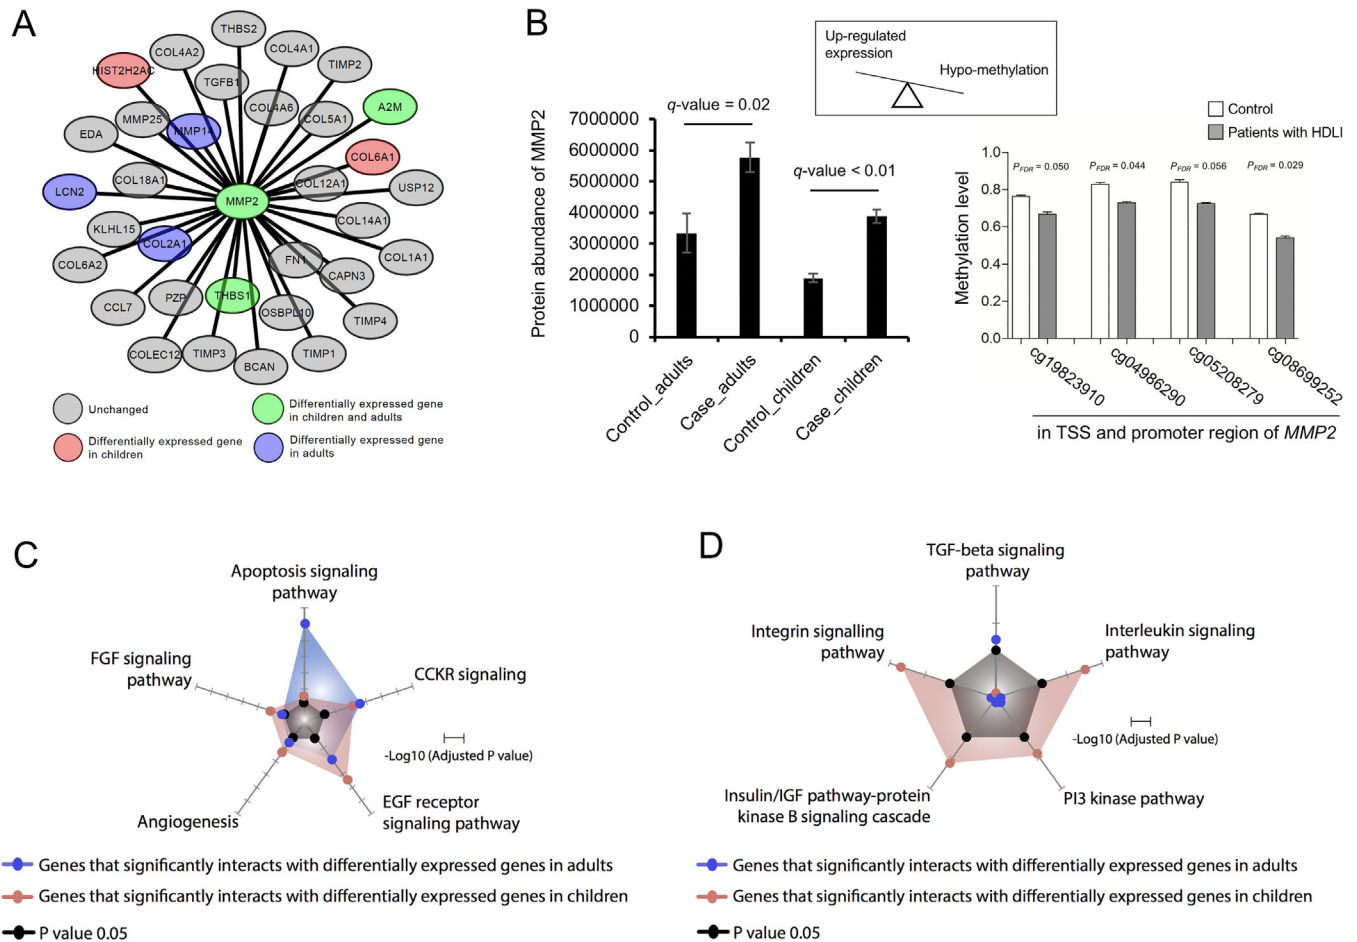 A
THBS2
COL4A2
COL4A1
HIST2H2AC
TGFB1
TIMP2
COL4A6
A2M
MMP25
MMP14
COL5A1
EDA
COL6A1
COL18A1
COL12A1
LCN2
USP12
MMP2
COL14A1
KLHL15
COL2A1
COL6A2
FN1
COL1A1
CAPN3
CCL7
PZP
THBS1
OSBPL10
TIMP4
COLEC12
TIMP3
BCAN
TIMP1
Unchanged
Differentially expressed gene
in children and adults
Differentially expressed gene
in children
Differentially expressed gene
in adults
B
Up-regulated
expression
Hypo-methylation
Protein abundance of MMP2
7000000
6000000
5000000
4000000
3000000
2000000
1000000
0
q-value = 0.02
q-value < 0.01
Control_adults
Case_adults
Control_children
Case_children
Control
Patients with HDLI
Methylation level
1.0
0.8
0.6
0.4
0.2
0.0
PFDR = 0.050
PFDR = 0.044
PFDR = 0.056
PFDR = 0.029
cg19823910
cg04986290
cg05208279
cg08699252
in TSS and promoter region of MMP2
C
Apoptosis signaling
pathway
FGF signaling
pathway
CCKR signaling
-Log10 (Adjusted P value)
EGF receptor
signaling pathway
Angiogenesis
Genes that significantly interacts with differentially expressed genes in adults
Genes that significantly interacts with differentially expressed genes in children
P value 0.05
D
TGF-beta signaling
pathway
Integrin signalling
pathway
Interleukin signaling
pathway
-Log10 (Adjusted P value)
Insulin/IGF pathway-protein
kinase B signaling cascade
PI3 kinase pathway
Genes that significantly interacts with differentially expressed genes in adults
Genes that significantly interacts with differentially expressed genes in children
P value 0.05